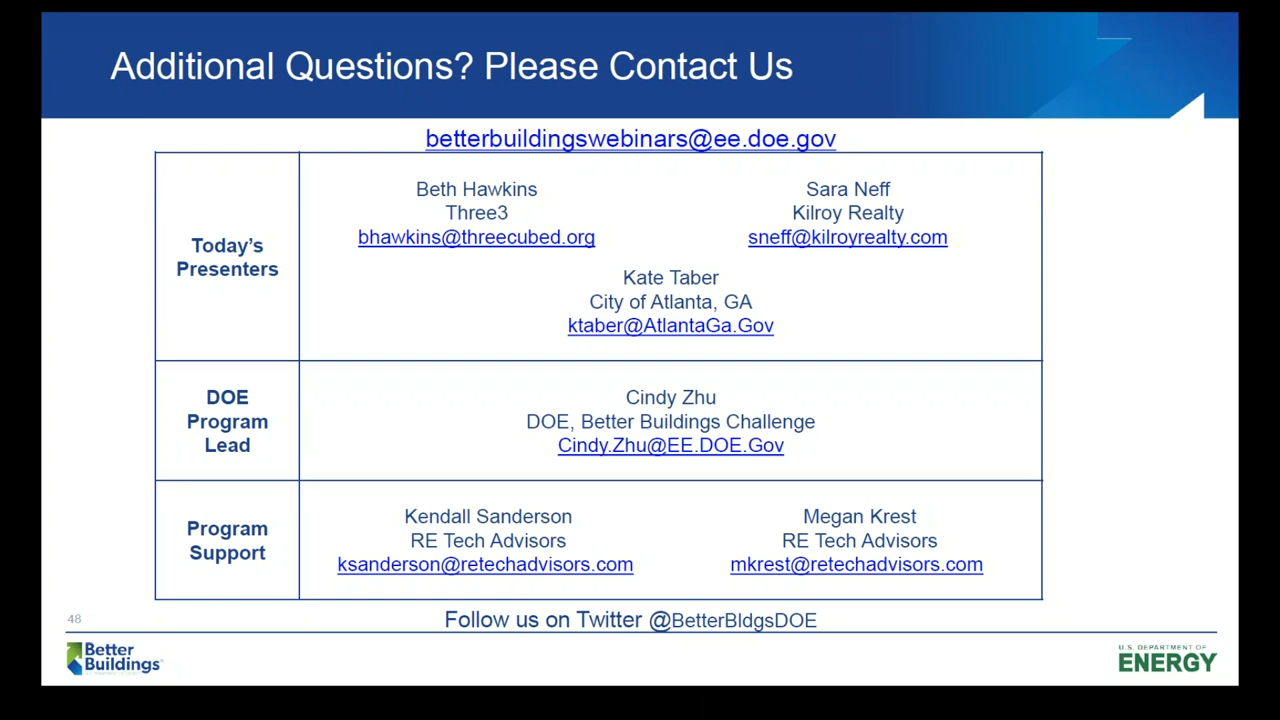 Additional Questions? Please Contact Us
betterbuildingswebinars@ee.doe.gov
Today's
Presenters
Beth Hawkins
Three3
bhawkins@threecubed.org
Sara Neff
Kilroy Realty
sneff@kilroyrealty.com
Kate Taber
City of Atlanta, GA
ktaber@AtlantaGa.Gov
DOE
Program
Lead
Cindy Zhu
DOE, Better Buildings Challenge
Cindy.Zhu@EE.DOE.Gov
Program
Support
Kendall Sanderson
RE Tech Advisors
ksanderson@retechadvisors.com
Megan Krest
RE Tech Advisors
mkrest@retechadvisors.com
Follow us on Twitter @BetterBldgsDOE
48
Better
Buildings
U.S. DEPARTMENT OF
ENERGY